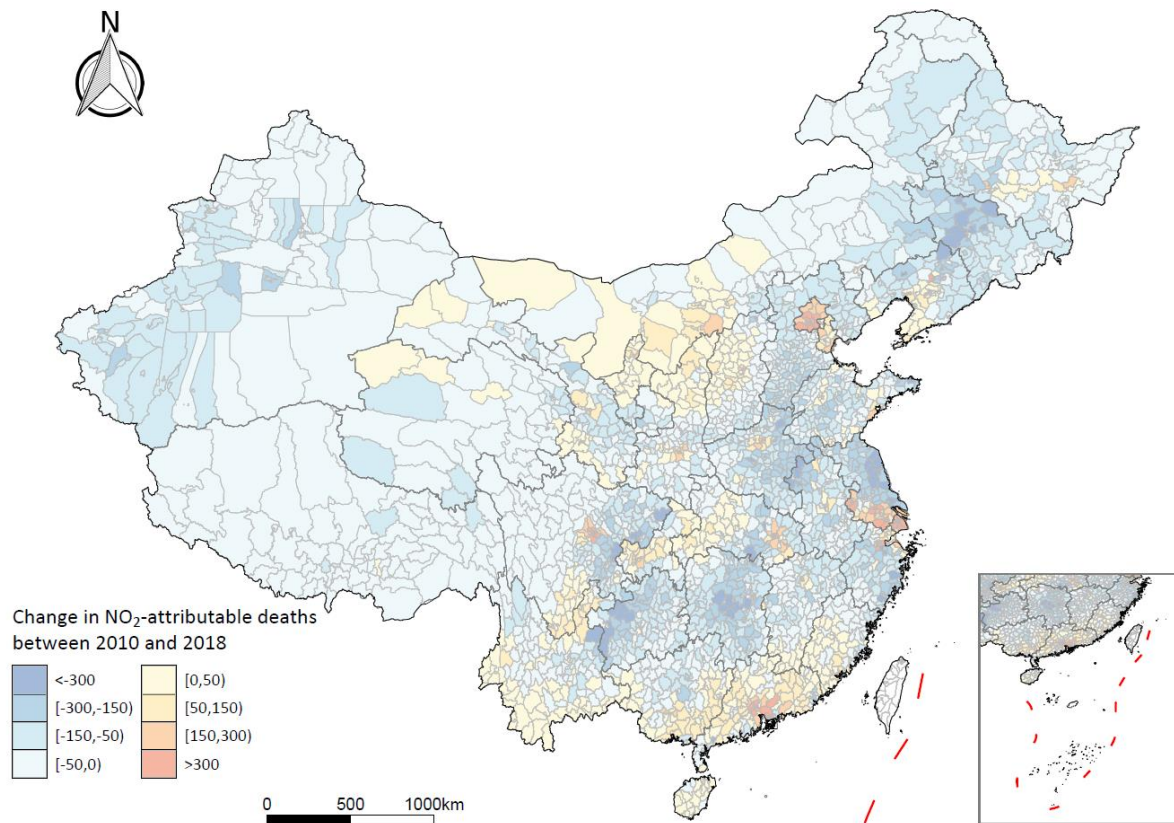 N
Change in NO₂-attributable deaths
between 2010 and 2018
<-300
[-300,-150)
[-150,-50)
[-50,0)
[0,50)
[50,150)
[150,300)
>300
0 500 1000km